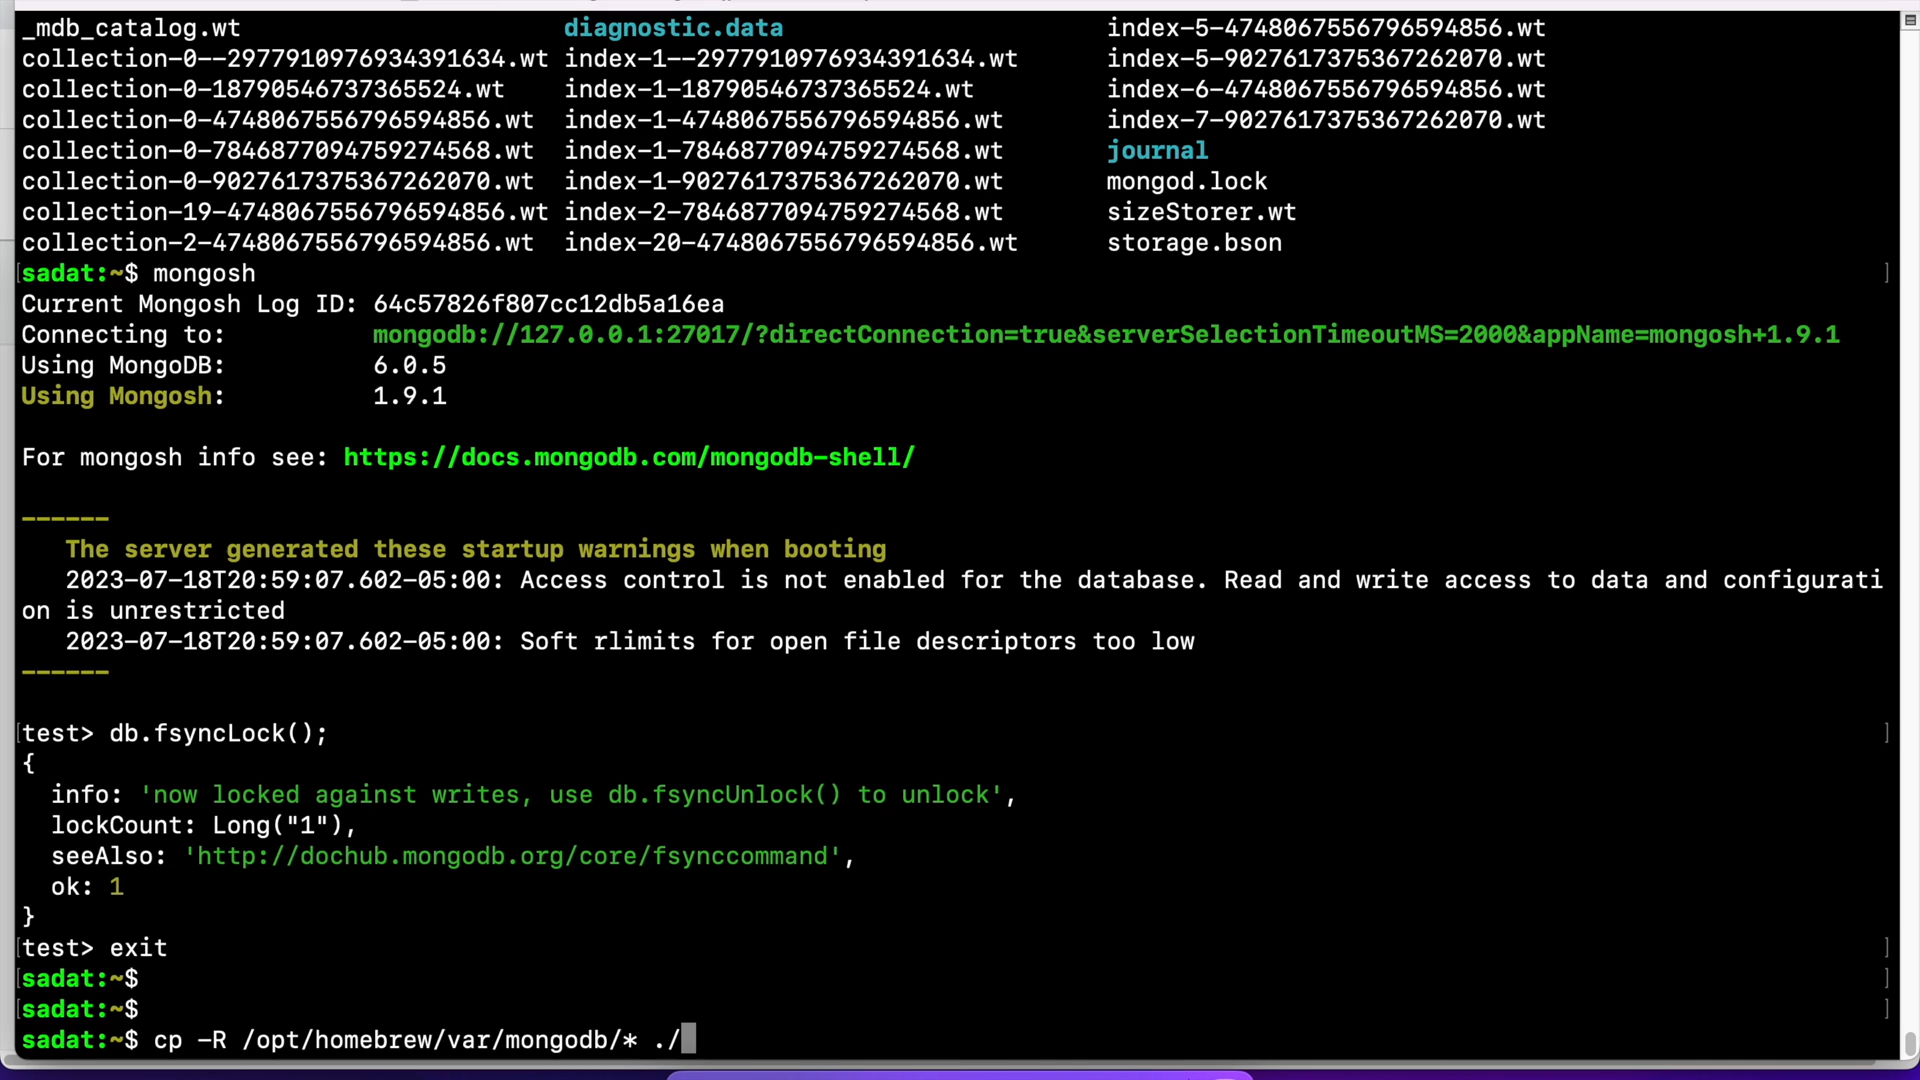 _mdb_catalog.wt diagnostic.data index-5-4748067556796594856.wt
collection-0--2977910976934391634.wt index-1--2977910976934391634.wt index-5-9027617375367262070.wt
collection-0-18790546737365524.wt index-1-18790546737365524.wt index-6-4748067556796594856.wt
collection-0-4748067556796594856.wt index-1-4748067556796594856.wt index-7-9027617375367262070.wt
collection-0-7846877094759274568.wt index-1-7846877094759274568.wt journal
collection-0-9027617375367262070.wt index-1-9027617375367262070.wt mongod.lock
collection-19-4748067556796594856.wt index-2-7846877094759274568.wt sizeStorer.wt
collection-2-4748067556796594856.wt index-20-4748067556796594856.wt storage.bson
[sadat:~$ mongosh ]
Current Mongosh Log ID: 64c57826f807cc12db5a16ea
Connecting to: mongodb://127.0.0.1:27017/?directConnection=true&serverSelectionTimeoutMS=2000&appName=mongosh+1.9.1
Using MongoDB: 6.0.5
Using Mongosh: 1.9.1
For mongosh info see: https://docs.mongodb.com/mongodb-shell/
------
The server generated these startup warnings when booting
2023-07-18T20:59:07.602-05:00: Access control is not enabled for the database. Read and write access to data and configurati
on is unrestricted
2023-07-18T20:59:07.602-05:00: Soft rlimits for open file descriptors too low
------
[test> db.fsyncLock(); ]
{
info: 'now locked against writes, use db.fsyncUnlock() to unlock',
lockCount: Long("1"),
seeAlso: 'http://dochub.mongodb.org/core/fsynccommand',
ok: 1
}
[test> exit ]
[sadat:~$ ]
[sadat:~$ ]
sadat:~$ cp -R /opt/homebrew/var/mongodb/* ./